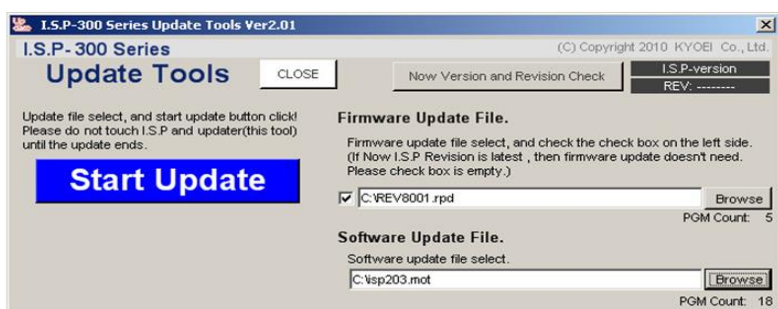 I.S.P-300 Series Update Tools Ver2.01
I.S.P- 300 Series
(C) Copyright 2010 KYOEI Co., Ltd.
Update Tools
CLOSE
Now Version and Revision Check
I.S.P-version
REV: --------
Update file select, and start update button click!
Please do not touch I.S.P and updater(this tool)
until the update ends.
Start Update
Firmware Update File.
Firmware update file select, and check the check box on the left side.
(If Now I.S.P Revision is latest , then firmware update doesn't need.
Please check box is empty.)
C:\REV8001.rpd
Browse
PGM Count: 5
Software Update File.
Software update file select.
C:\isp203.mot
Browse
PGM Count: 18